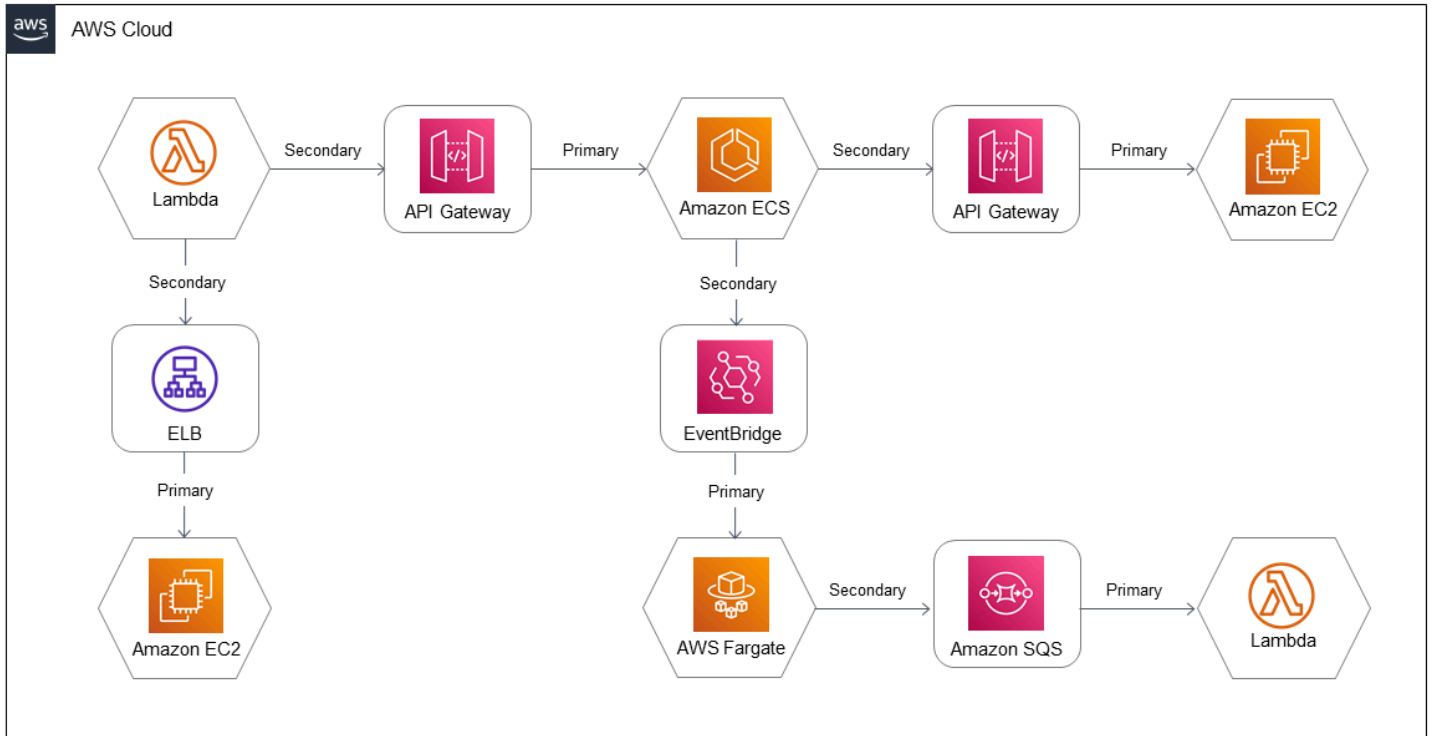 aws
AWS Cloud
Lambda
Secondary
API Gateway
Primary
Amazon ECS
Secondary
API Gateway
Primary
Amazon EC2
Secondary
Secondary
ELB
EventBridge
Primary
Primary
Amazon EC2
AWS Fargate
Secondary
Amazon SQS
Primary
Lambda